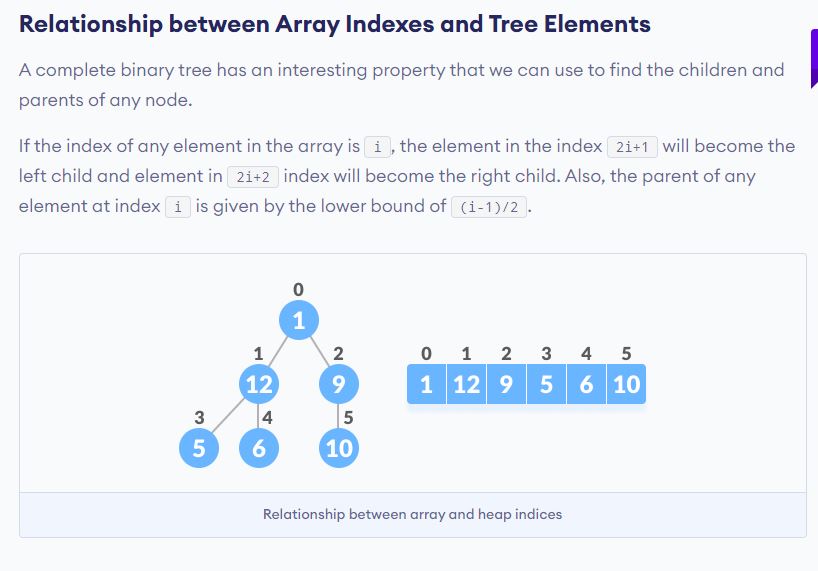 Relationship between Array Indexes and Tree Elements
A complete binary tree has an interesting property that we can use to find the children and
parents of any node.
If the index of any element in the array is i, the element in the index 2i+1 will become the
left child and element in 2i+2 index will become the right child. Also, the parent of any
element at index i is given by the lower bound of (i-1)/2.
0
1
1 2
12 9
3 4 5
5 6 10
0 1 2 3 4 5
1 12 9 5 6 10
Relationship between array and heap indices